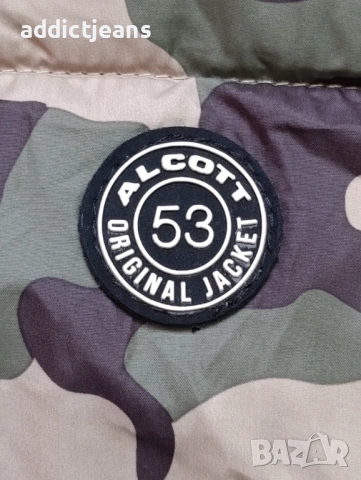 addictjeans
ALCOTT
53
ORIGINAL JACKET
BAZAR